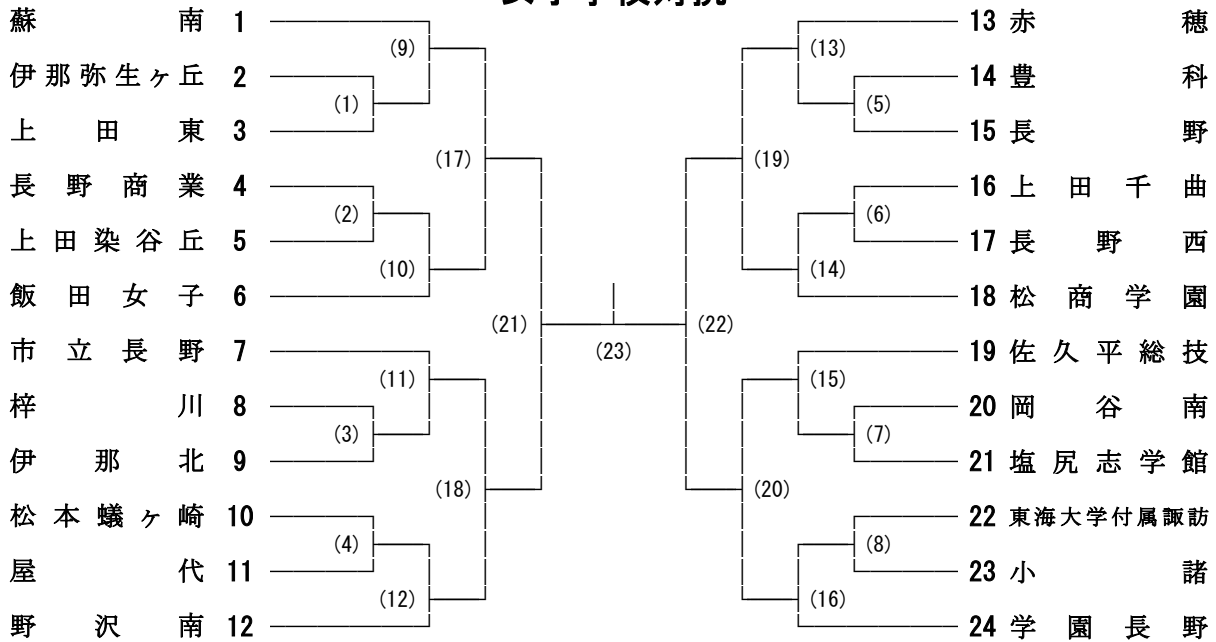 女子学校対抗
蘇南 1
伊那弥生ヶ丘 2
上田東 3
長野商業 4
上田染谷丘 5
飯田女子 6
市立長野 7
梓川 8
伊那北 9
松本蟻ヶ崎 10
屋代 11
野沢南 12
(9)
(1)
(17)
(2)
(10)
(21)
(11)
(3)
(18)
(4)
(12)
(23)
(13)
(5)
(19)
(6)
(14)
(22)
(15)
(7)
(20)
(8)
(16)
13 赤穂
14 豊科
15 長野
16 上田千曲
17 長野西
18 松商学園
19 佐久平総技
20 岡谷南
21 塩尻志学館
22 東海大学付属諏訪
23 小諸
24 学園長野